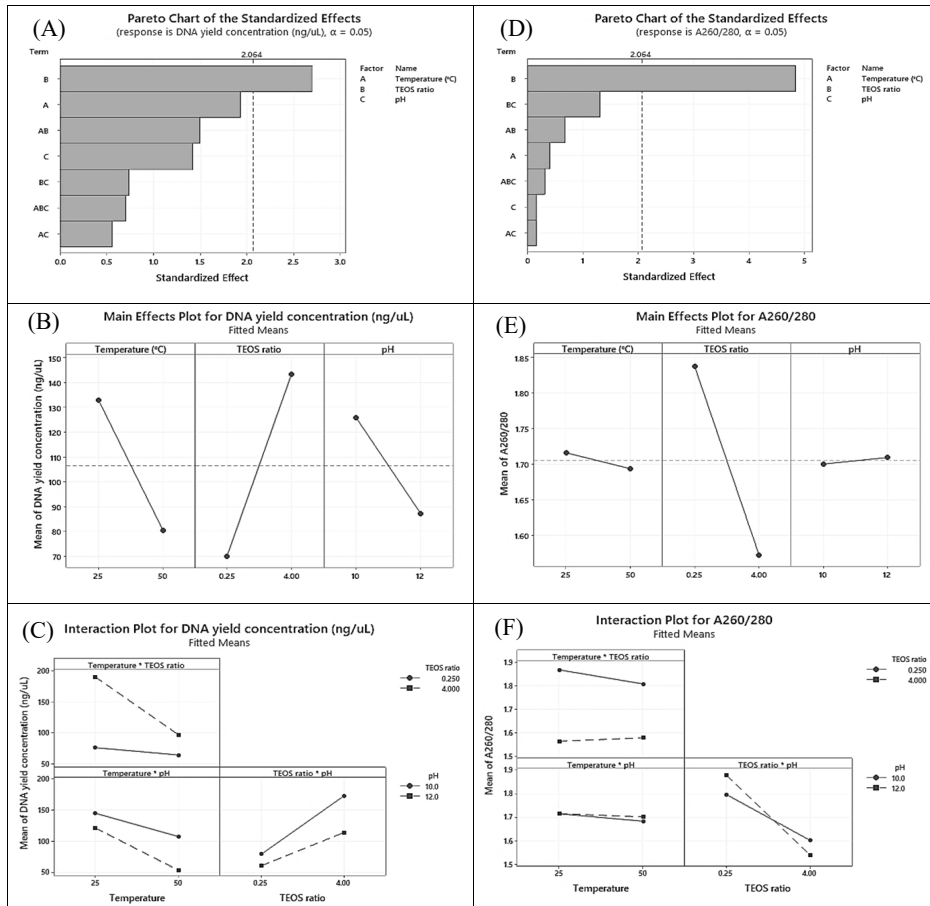 (A)
Pareto Chart of the Standardized Effects
(response is DNA yield concentration (ng/uL), α = 0.05)
Term
2.064
B
A
AB
C
BC
ABC
AC
0.0 0.5 1.0 1.5 2.0 2.5 3.0
Standardized Effect
Factor Name
A Temperature (ºC)
B TEOS ratio
C pH
(D)
Pareto Chart of the Standardized Effects
(response is A260/280, α = 0.05)
Term
2.064
B
BC
AB
A
ABC
C
AC
0 1 2 3 4 5
Standardized Effect
Factor Name
A Temperature (ºC)
B TEOS ratio
C pH
(B)
Main Effects Plot for DNA yield concentration (ng/uL)
Fitted Means
Temperature (ºC) TEOS ratio pH
Mean of DNA yield concentration (ng/uL)
150
140
130
120
110
100
90
80
70
25 50 0.25 4.00 10 12
(E)
Main Effects Plot for A260/280
Fitted Means
Temperature (ºC) TEOS ratio pH
Mean of A260/280
1.85
1.80
1.75
1.70
1.65
1.60
25 50 0.25 4.00 10 12
(C)
Interaction Plot for DNA yield concentration (ng/uL)
Fitted Means
Mean of DNA yield concentration (ng/uL)
Temperature * TEOS ratio
200
150
100
50
TEOS ratio
0.250
4.000
Temperature * pH TEOS ratio * pH
200
150
100
50
pH
10.0
12.0
25 50 0.25 4.00
Temperature TEOS ratio
(F)
Interaction Plot for A260/280
Fitted Means
Mean of A260/280
Temperature * TEOS ratio
1.9
1.8
1.7
1.6
1.5
TEOS ratio
0.250
4.000
Temperature * pH TEOS ratio * pH
1.9
1.8
1.7
1.6
1.5
pH
10.0
12.0
25 50 0.25 4.00
Temperature TEOS ratio